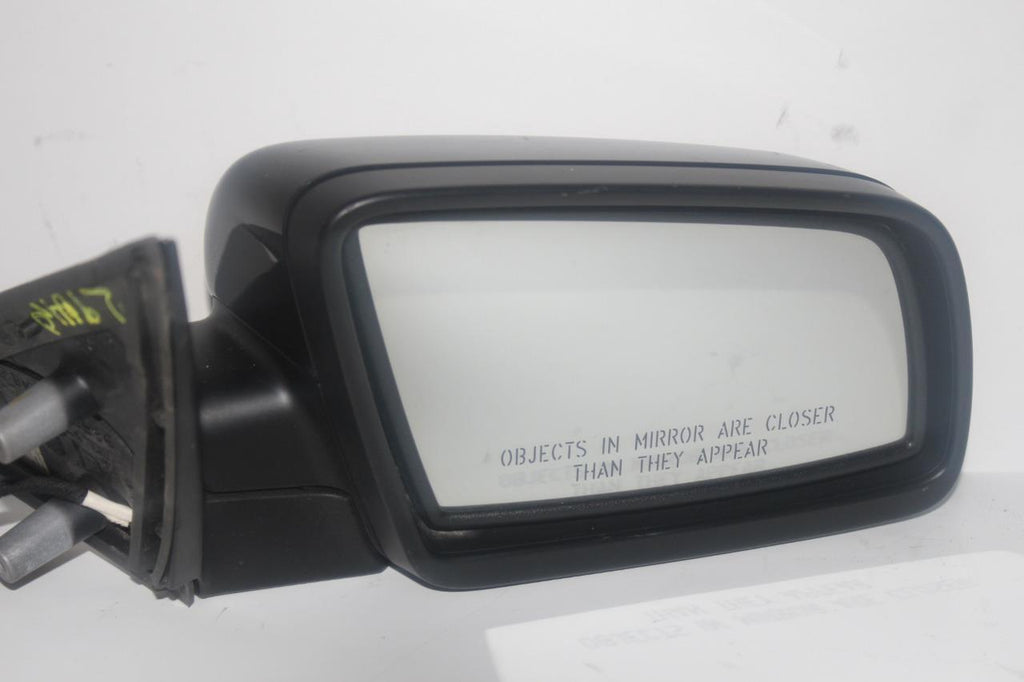 OBJECTS IN MIRROR ARE CLOSER
THAN THEY APPEAR